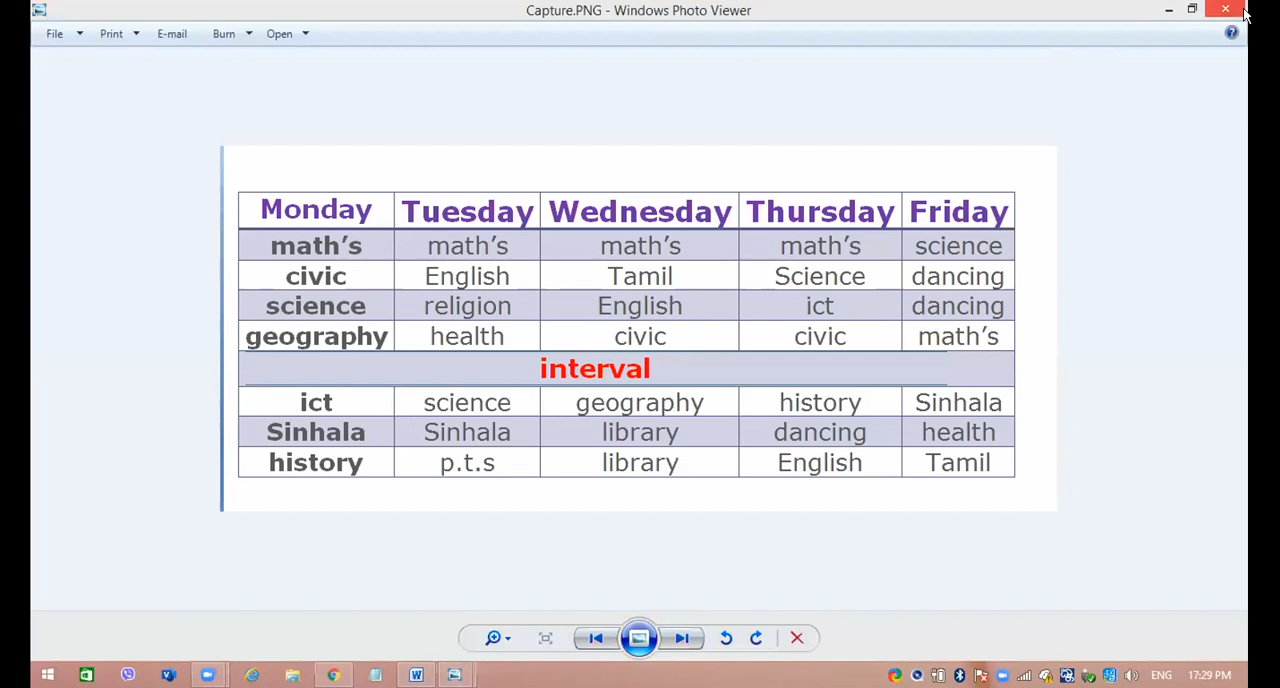 Capture.PNG - Windows Photo Viewer
File Print E-mail Burn Open
Monday Tuesday Wednesday Thursday Friday
math’s math’s math’s math’s science
civic English Tamil Science dancing
science religion English ict dancing
geography health civic civic math’s
interval
ict science geography history Sinhala
Sinhala Sinhala library dancing health
history p.t.s library English Tamil
ENG 17:29 PM